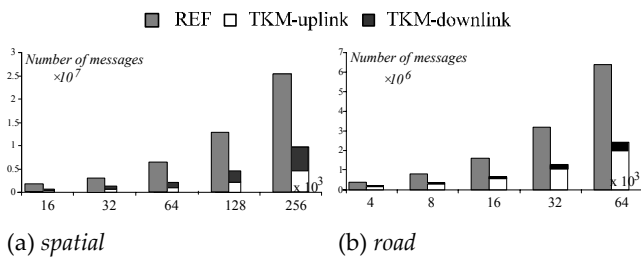 REF TKM-uplink TKM-downlink
Number of messages
×10⁷
3
2.5
2
1.5
1
0.5
0
16 32 64 128 256
x 10³
(a) spatial
Number of messages
×10⁶
7
6
5
4
3
2
1
0
4 8 16 32 64
x 10³
(b) road